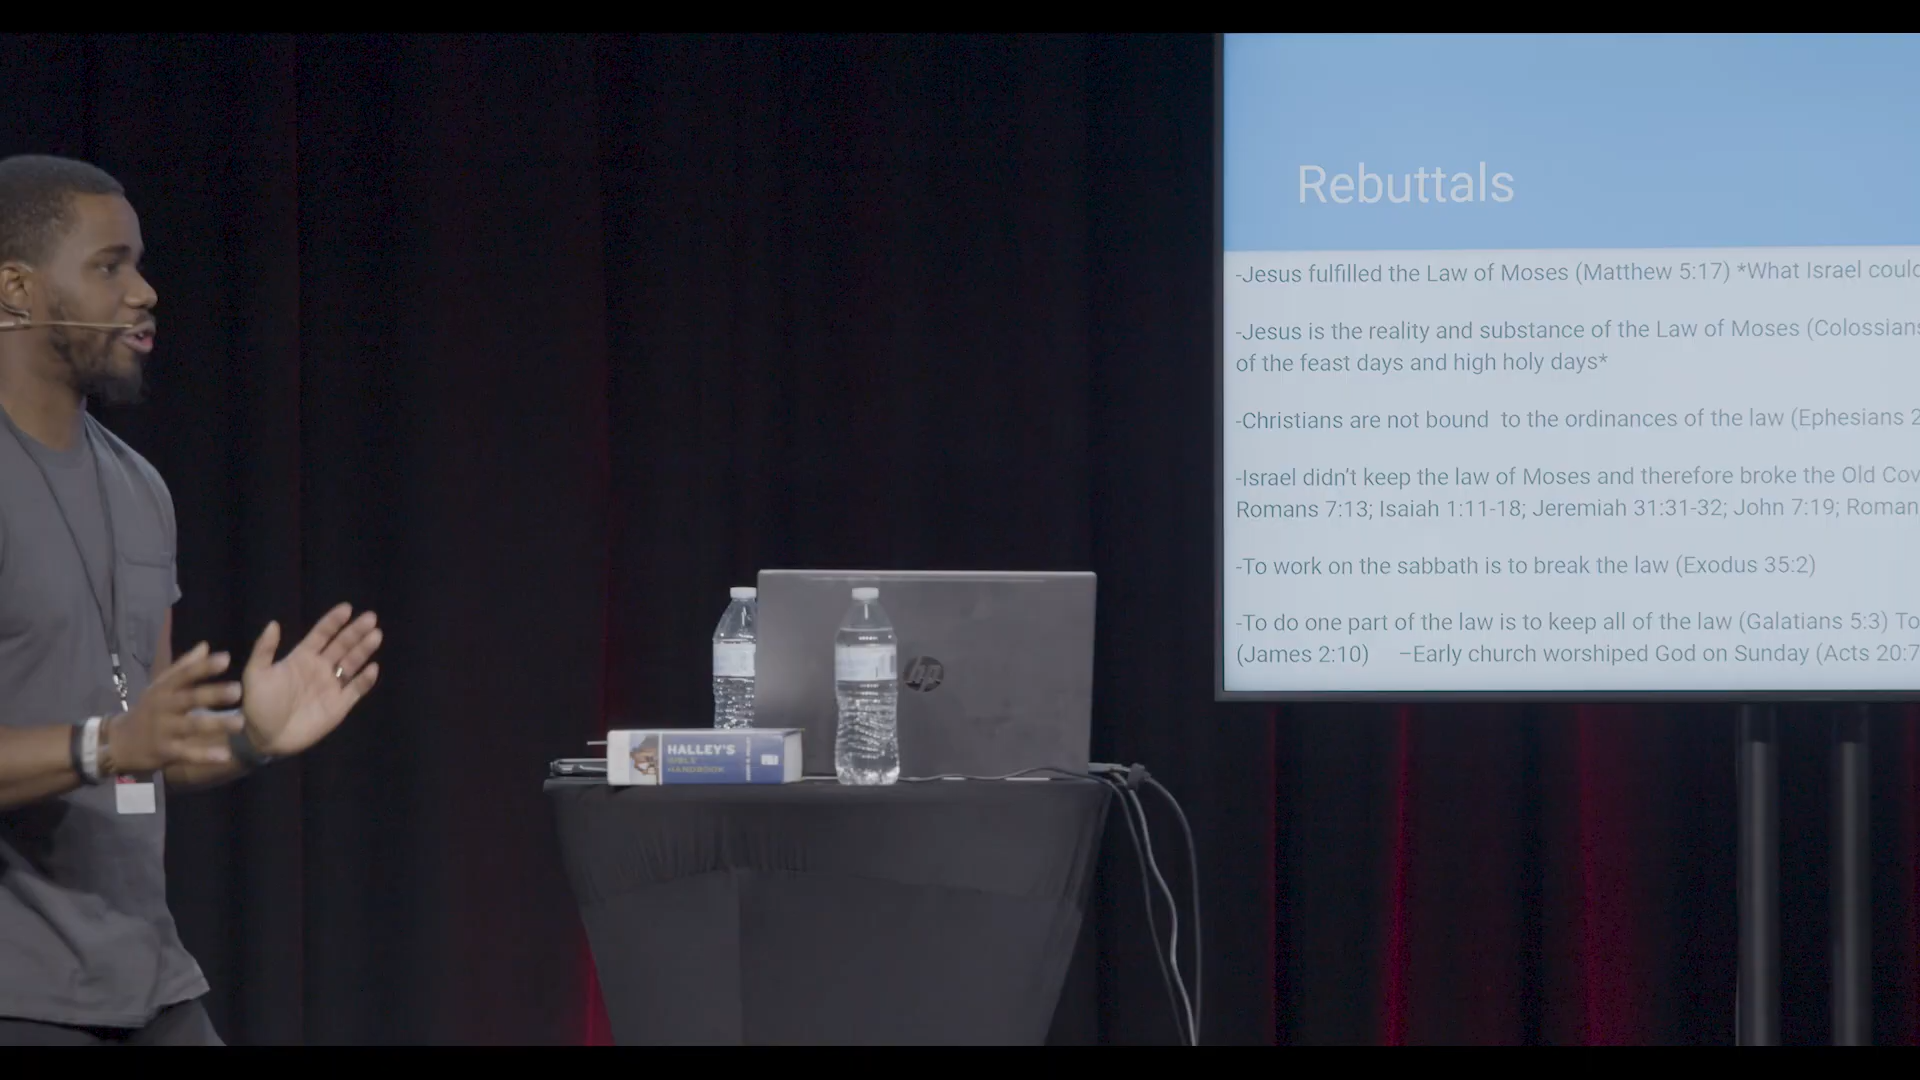 Rebuttals
-Jesus fulfilled the Law of Moses (Matthew 5:17) *What Israel
-Jesus is the reality and substance of the Law of Moses (Colossians
of the feast days and high holy days*
-Christians are not bound to the ordinances of the law (Ephesians 2
-Israel didn't keep the law of Moses and therefore broke the Old
Romans 7:13; Isaiah 1:11-18; Jeremiah 31:31-32; John 7:19;
-To work on the sabbath is to break the law (Exodus 35:2)
-To do one part of the law is to keep all of the law (Galatians 5:3) To
(James 2:10) –Early church worshiped God on Sunday (Acts 20:7
hp
HALLEY'S
BIBLE
HANDBOOK